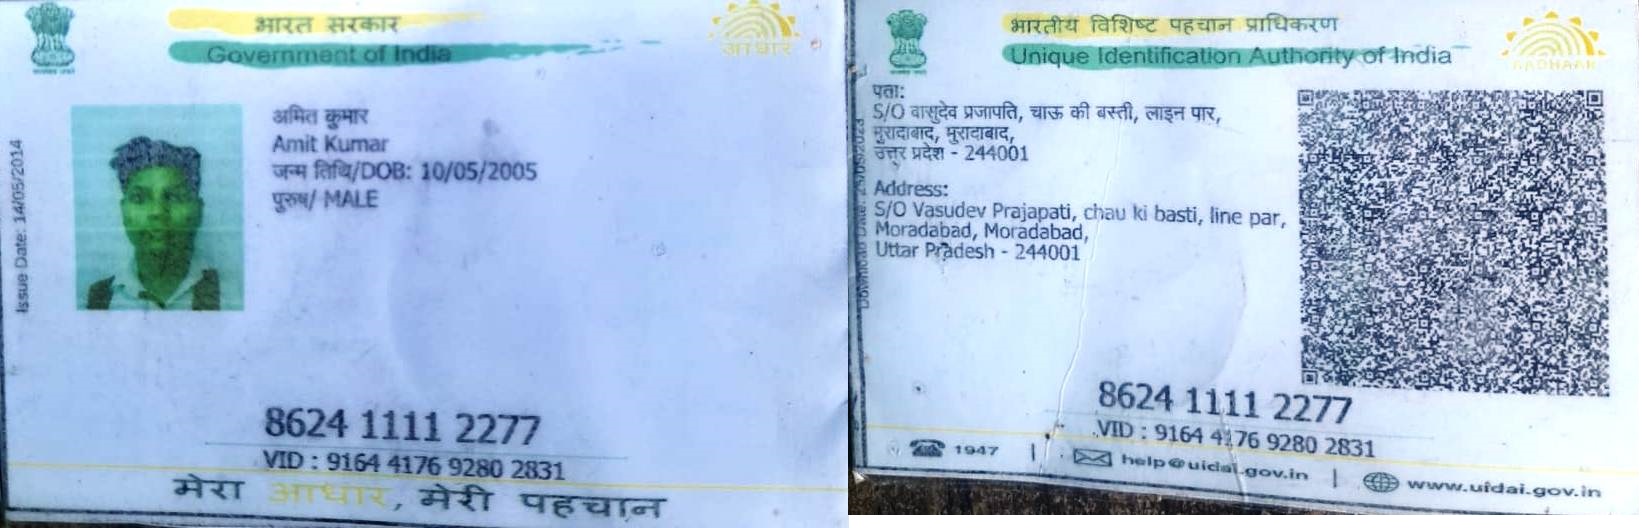 भारत सरकार
Government of India
आधार
Issue Date: 14/05/2014
अमित कुमार
Amit Kumar
जन्म तिथि/DOB: 10/05/2005
पुरुष/ MALE
8624 1111 2277
VID : 9164 4176 9280 2831
मेरा आधार, मेरी पहचान
भारतीय विशिष्ट पहचान प्राधिकरण
Unique Identification Authority of India
AADHAAR
पता:
S/O वासुदेव प्रजापति, चाऊ की बस्ती, लाइन पार,
मुरादाबाद, मुरादाबाद,
उत्तर प्रदेश - 244001
Address:
S/O Vasudev Prajapati, chau ki basti, line par,
Moradabad, Moradabad,
Uttar Pradesh - 244001
8624 1111 2277
VID : 9164 4176 9280 2831
1947 | help@uidai.gov.in | www.uidai.gov.in